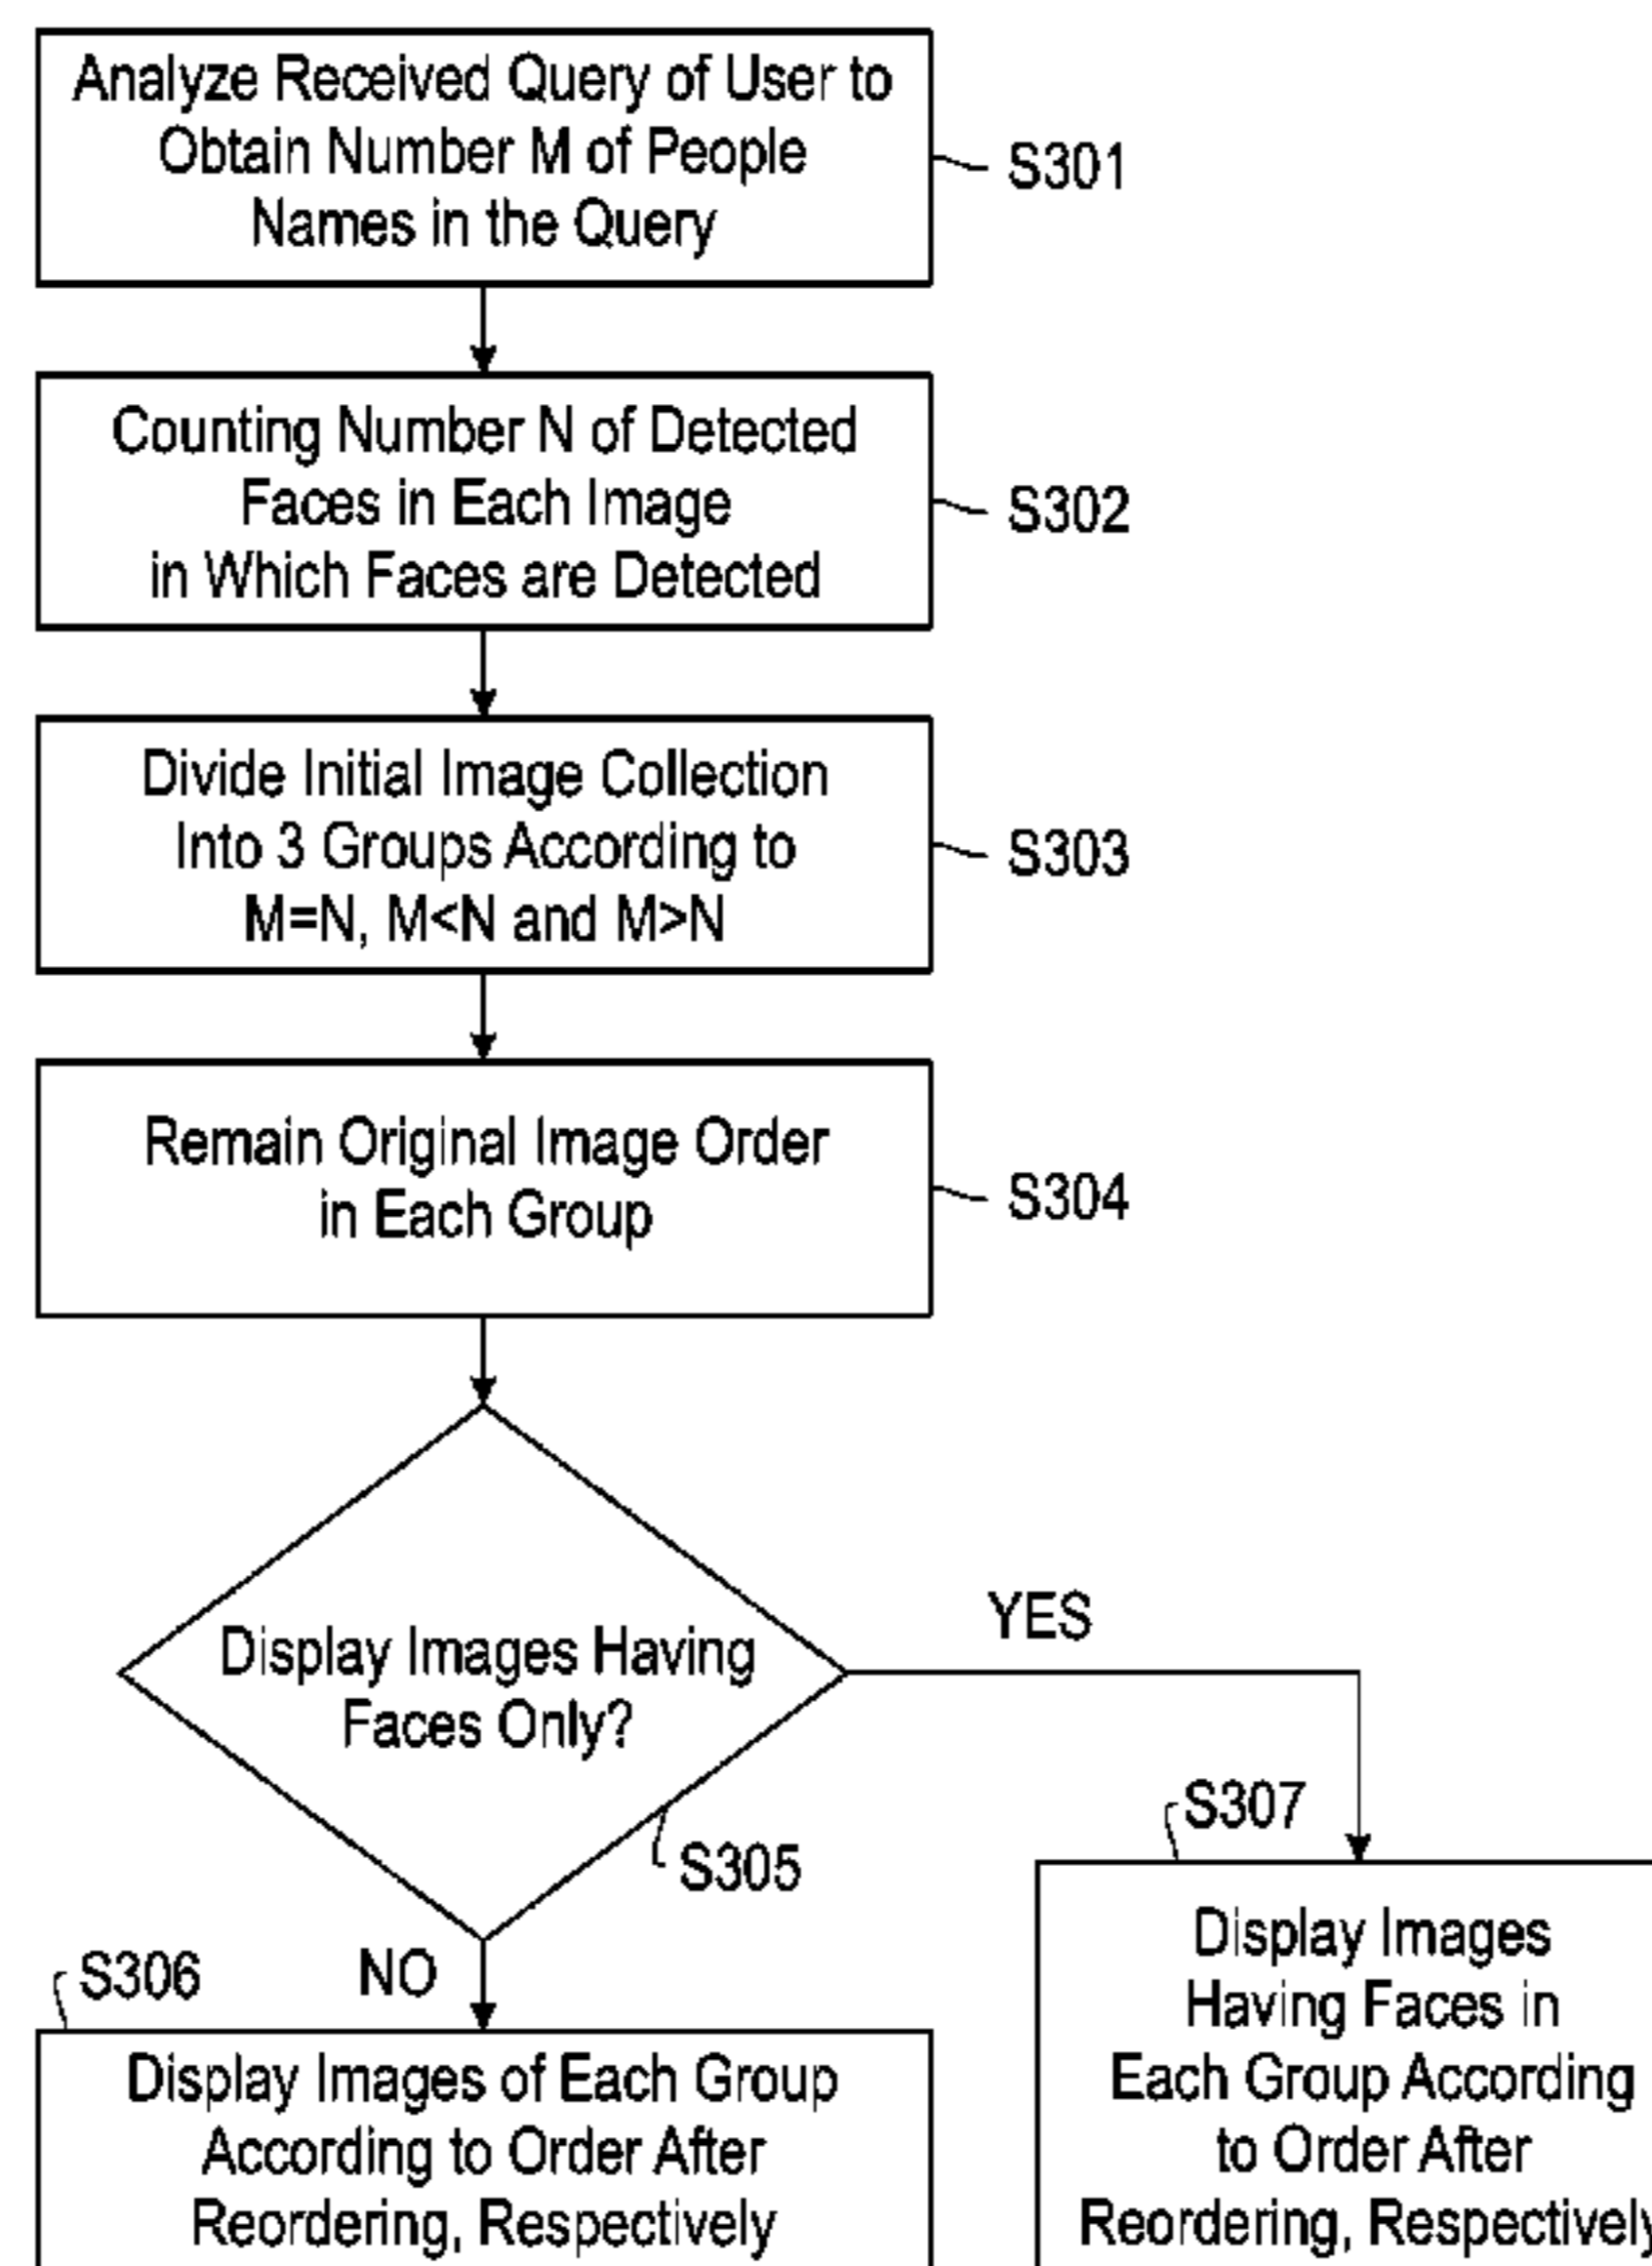 Analyze Received Query of User to
Obtain Number M of People
Names in the Query
S301
Counting Number N of Detected
Faces in Each Image
in Which Faces are Detected
S302
Divide Initial Image Collection
Into 3 Groups According to
M=N, M<N and M>N
S303
Remain Original Image Order
in Each Group
S304
Display Images Having
Faces Only?
YES
S305
S307
NO
S306
Display Images of Each Group
According to Order After
Reordering, Respectively
Display Images
Having Faces in
Each Group According
to Order After
Reordering, Respectively